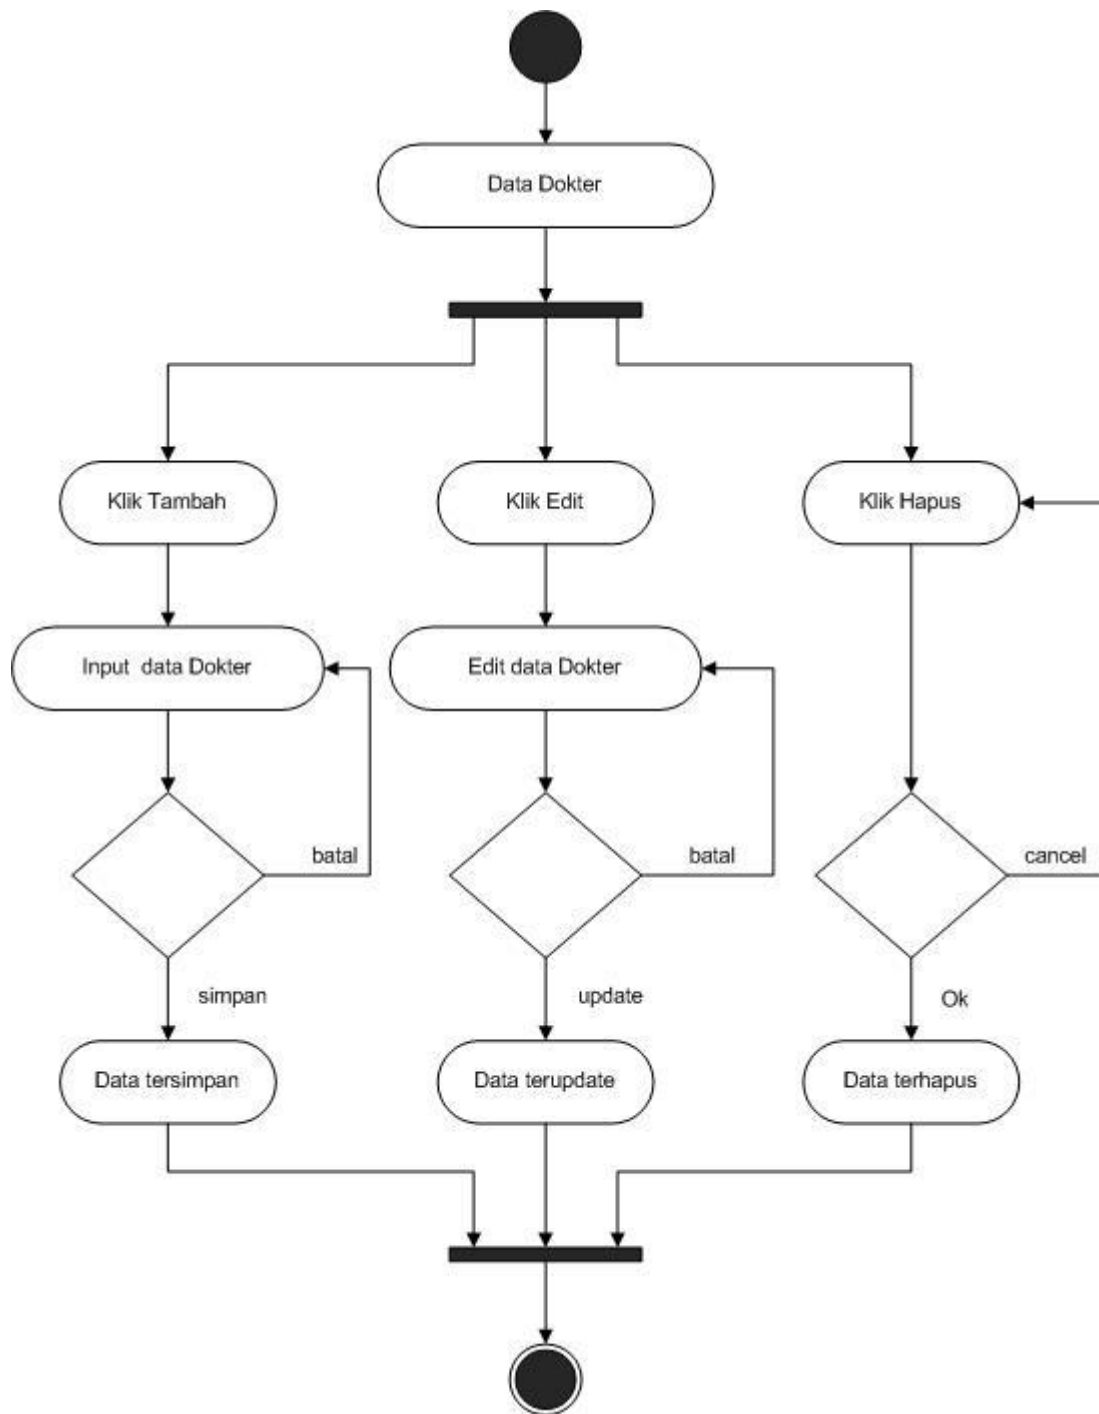 Data Dokter
Klik Tambah
Klik Edit
Klik Hapus
Input data Dokter
Edit data Dokter
batal
batal
cancel
simpan
update
Ok
Data tersimpan
Data terupdate
Data terhapus